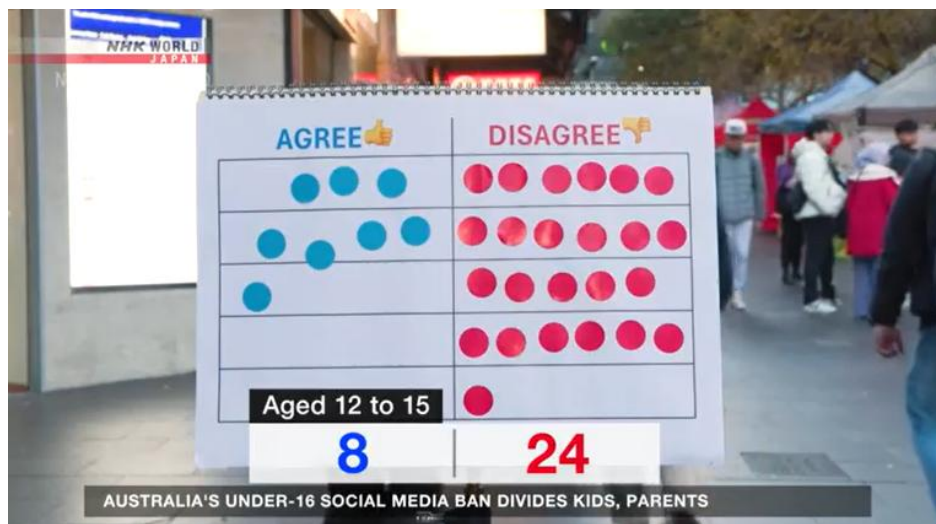 NHK WORLD
JAPAN
AGREE👍 DISAGREE👎
Aged 12 to 15
8 24
AUSTRALIA'S UNDER-16 SOCIAL MEDIA BAN DIVIDES KIDS, PARENTS